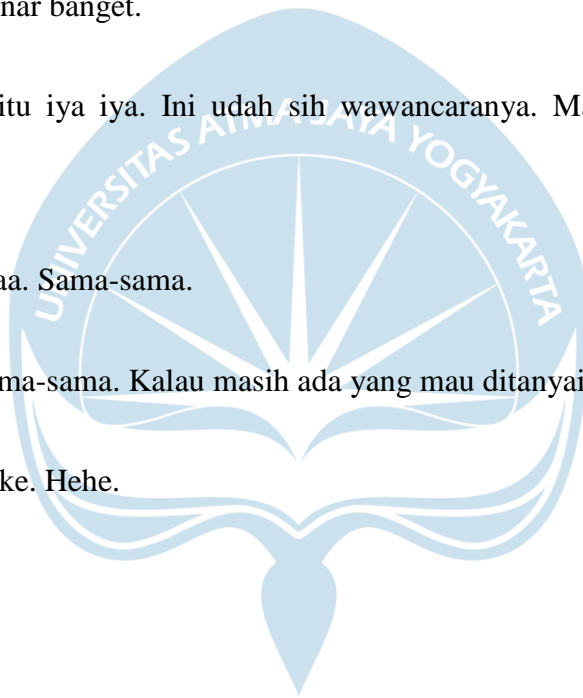 nar banget.
itu iya iya. Ini udah sih wawancaranya. Ma
UNIVERSITAS ATMA JAYA YOGYAKARTA
aa. Sama-sama.
ma-sama. Kalau masih ada yang mau ditanyai
ke. Hehe.